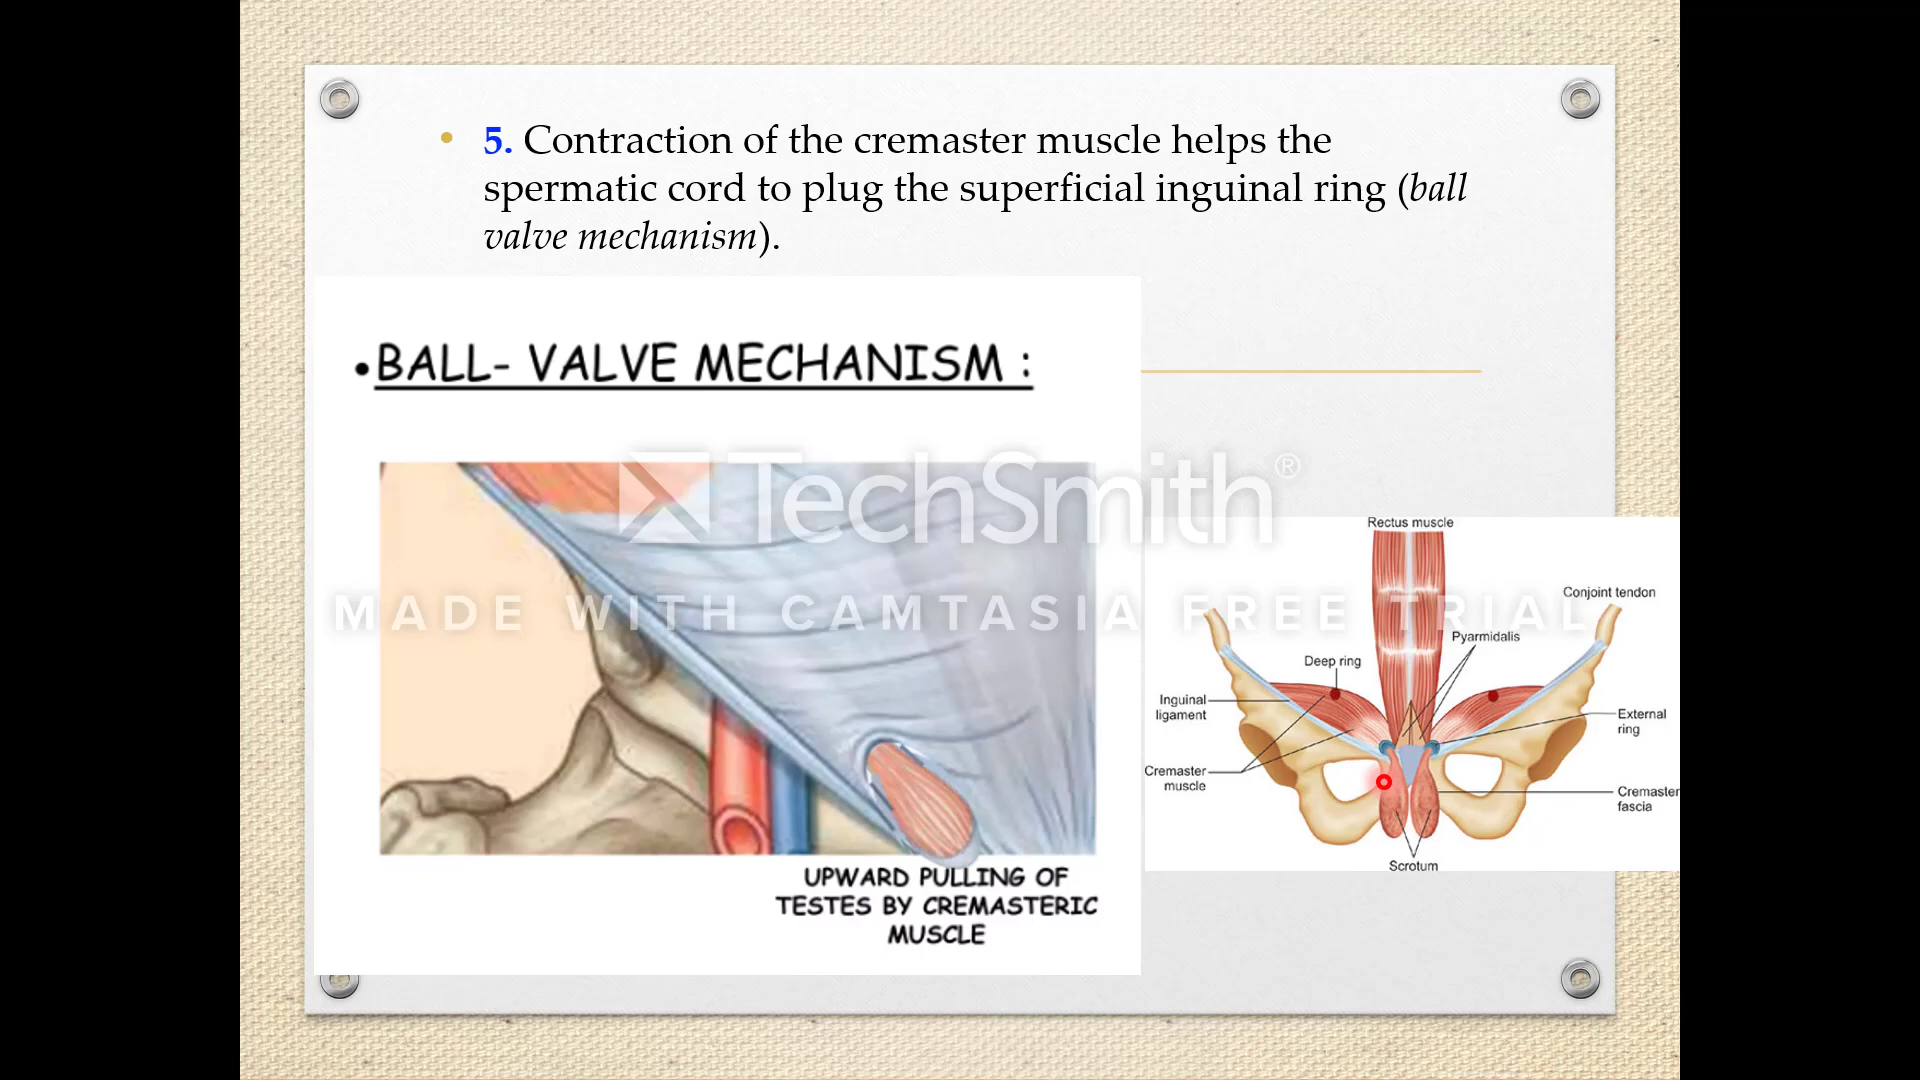 • 5. Contraction of the cremaster muscle helps the
spermatic cord to plug the superficial inguinal ring (ball
valve mechanism).
•BALL- VALVE MECHANISM :
TechSmith®
MADE WITH CAMTASIA FREE TRIAL
UPWARD PULLING OF
TESTES BY CREMASTERIC
MUSCLE
Rectus muscle
Conjoint tendon
Pyarmidalis
Deep ring
Inguinal
ligament
External
ring
Cremaster
muscle
Cremaster
fascia
Scrotum